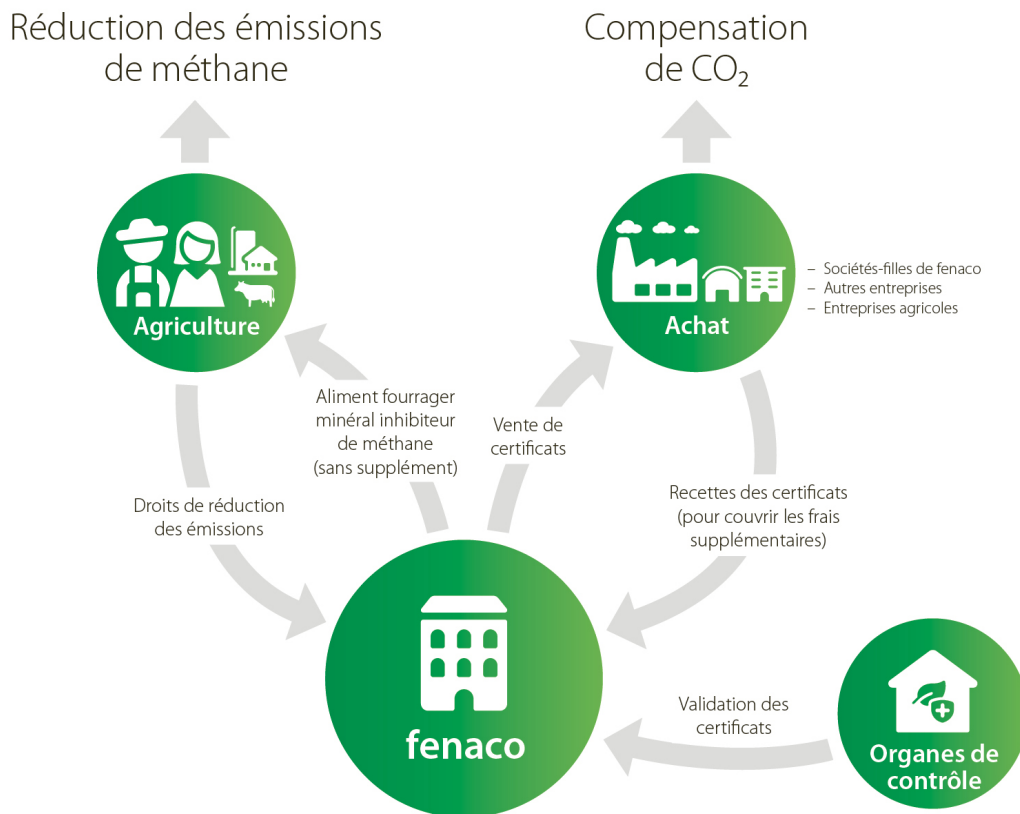 Réduction des émissions
de méthane
Compensation
de CO₂
Agriculture
Achat
– Sociétés-filles de fenaco
– Autres entreprises
– Entreprises agricoles
Aliment fourrager
minéral inhibiteur
de méthane
(sans supplément)
Vente de
certificats
Droits de réduction
des émissions
Recettes des certificats
(pour couvrir les frais
supplémentaires)
fenaco
Validation des
certificats
Organes de
contrôle